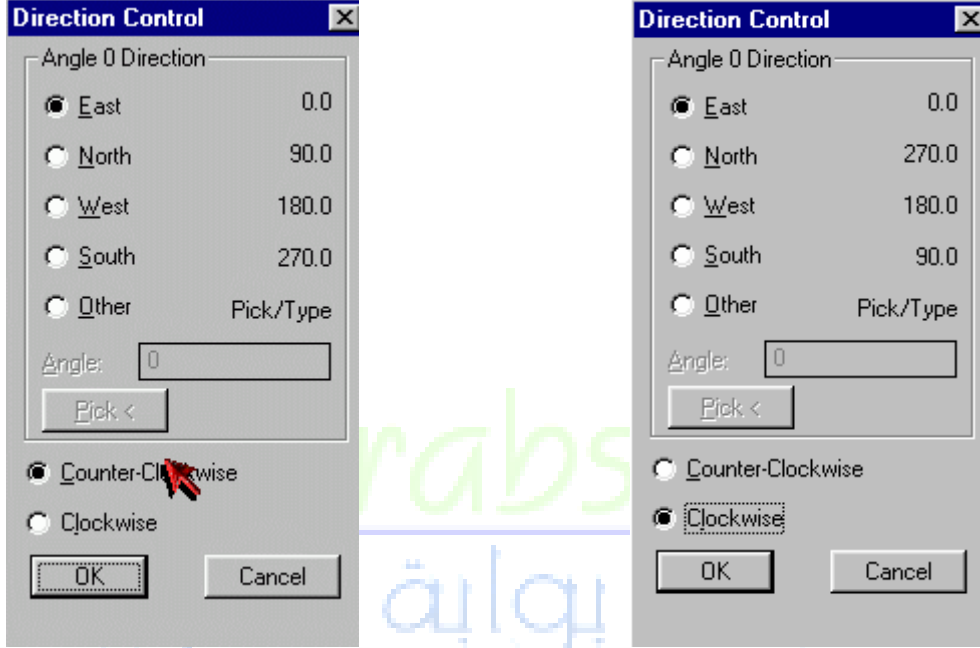 Direction Control
Angle 0 Direction
East 0.0
North 90.0
West 180.0
South 270.0
Other Pick/Type
Angle: 0
Pick <
Counter-Clockwise
Clockwise
OK Cancel
Direction Control
Angle 0 Direction
East 0.0
North 270.0
West 180.0
South 90.0
Other Pick/Type
Angle: 0
Pick <
Counter-Clockwise
Clockwise
OK Cancel
rabs
بوابة